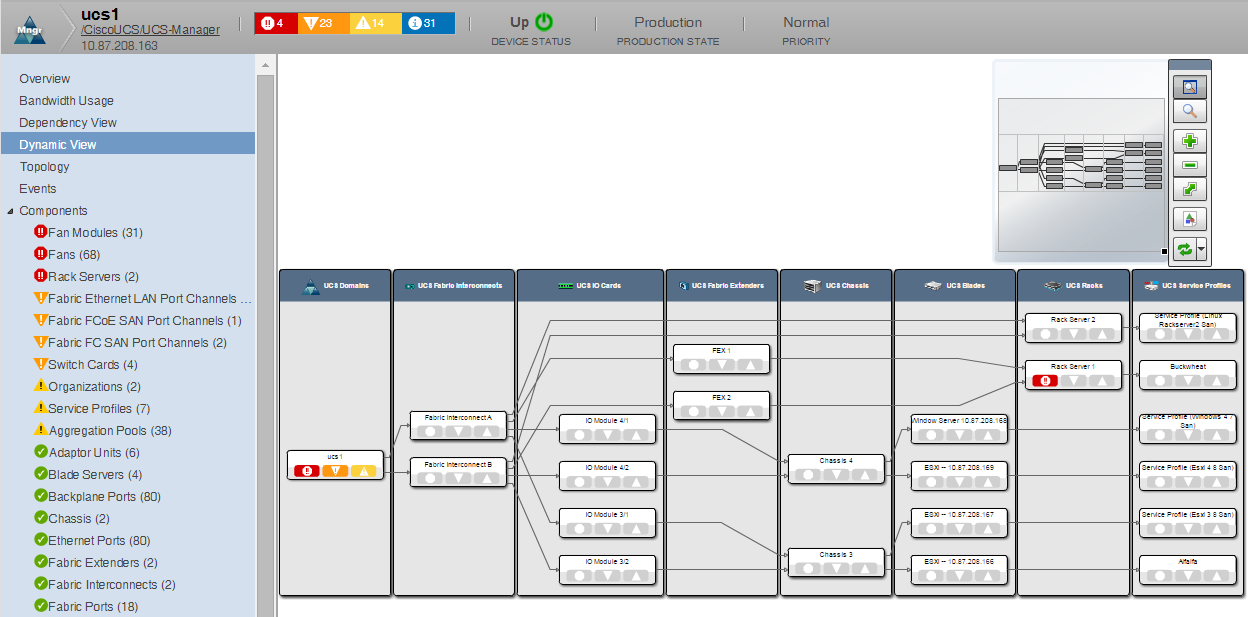 Mngr
ucs1
/CiscoUCS/UCS-Manager
10.87.208.163
4
23
14
31
Up
DEVICE STATUS
Production
PRODUCTION STATE
Normal
PRIORITY
Overview
Bandwidth Usage
Dependency View
Dynamic View
Topology
Events
Components
Fan Modules (31)
Fans (68)
Rack Servers (2)
Fabric Ethernet LAN Port Channels ...
Fabric FCoE SAN Port Channels (1)
Fabric FC SAN Port Channels (2)
Switch Cards (4)
Organizations (2)
Service Profiles (7)
Aggregation Pools (38)
Adaptor Units (6)
Blade Servers (4)
Backplane Ports (80)
Chassis (2)
Ethernet Ports (80)
Fabric Extenders (2)
Fabric Interconnects (2)
Fabric Ports (18)
UCS Domains
ucs1
UCS Fabric Interconnects
Fabric Interconnect A
Fabric Interconnect B
UCS IO Cards
IO Module 4/1
IO Module 4/2
IO Module 3/1
IO Module 3/2
UCS Fabric Extenders
FEX 1
FEX 2
UCS Chassis
Chassis 4
Chassis 3
UCS Blades
Window Server 10.87.208.168
ESXI -- 10.87.208.169
ESXI -- 10.87.208.167
ESXI -- 10.87.208.166
UCS Racks
Rack Server 2
Rack Server 1
UCS Service Profiles
Service Profile (Linux
Rackserver2 San)
Buckwheat
Service Profile (Windows 4 7
San)
Service Profile (Esxi 4 8 San)
Service Profile (Esxi 3 8 San)
Alfalfa